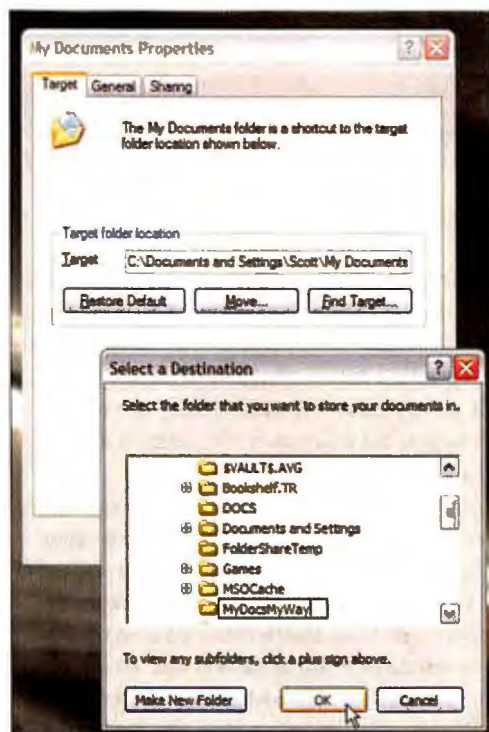 My Documents Properties
Target General Sharing
The My Documents folder is a shortcut to the target
folder location shown below.
Target folder location
Target C:\Documents and Settings\Scott\My Documents
Restore Default Move... Find Target...
Select a Destination
Select the folder that you want to store your documents in.
$VAULT$.AVG
Bookshelf.TR
DOCS
Documents and Settings
FolderShareTemp
Games
MSOCache
MyDocsMyWay
To view any subfolders, click a plus sign above.
Make New Folder OK Cancel